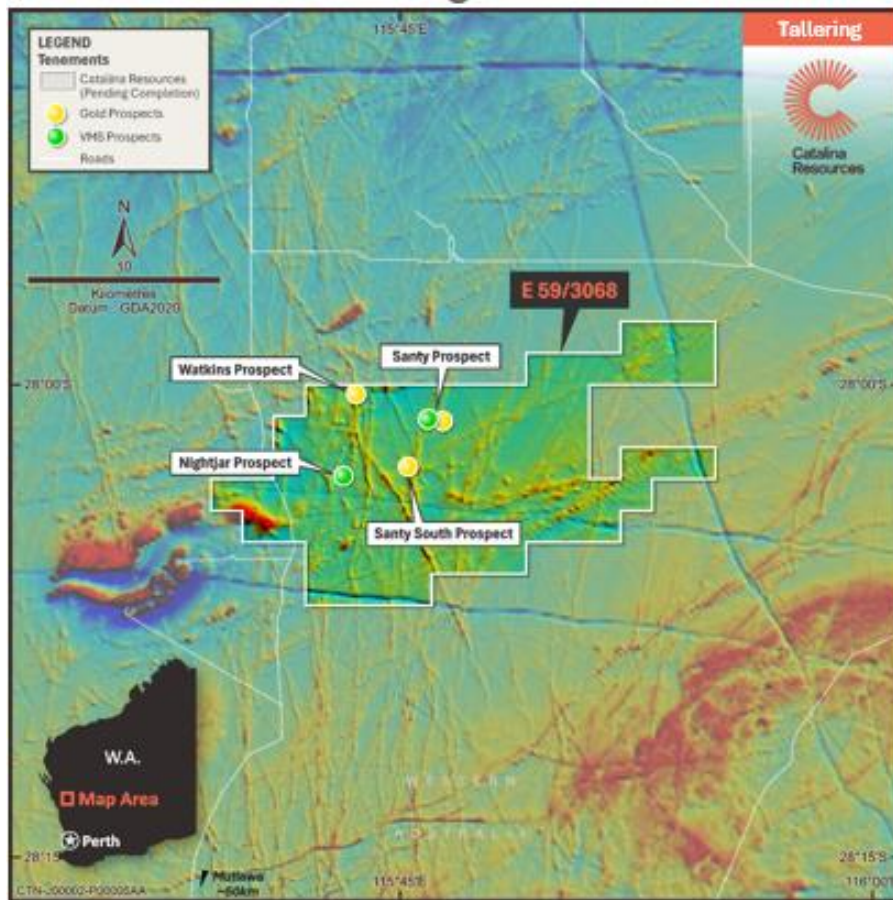 Tallering
Catalina
Resources
115°45'E
LEGEND
Tenements
Catalina Resources
(Pending Completion)
Gold Prospects
VMS Prospects
Roads
N
10
Kilometres
Datum : GDA2020
E 59/3068
Watkins Prospect
Santy Prospect
28°00'S
28°00'S
Nightjar Prospect
Santy South Prospect
W.A.
Map Area
Perth
WESTERN
AUSTRALIA
28°15'S
28°15'S
~50km
115°45'E
116°00'E